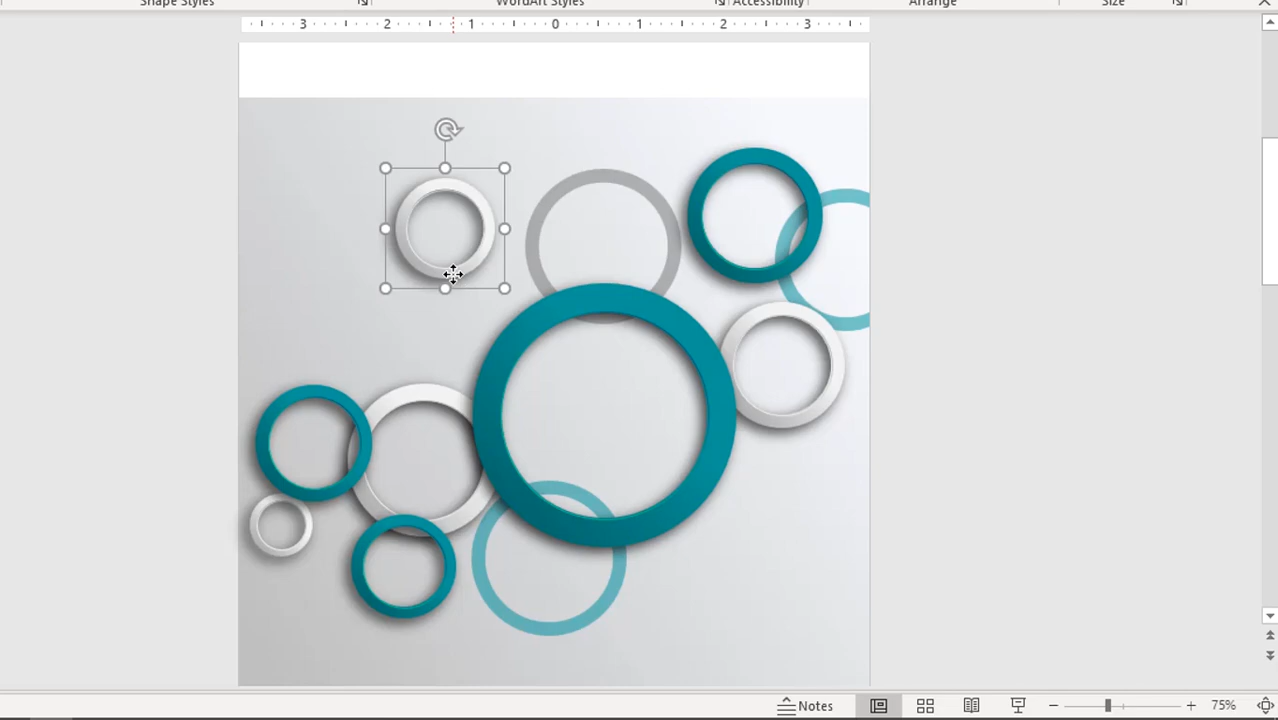 Shape Styles WordArt Styles Accessibility Arrange Size
3 2 1 0 1 2 3
Notes 75%